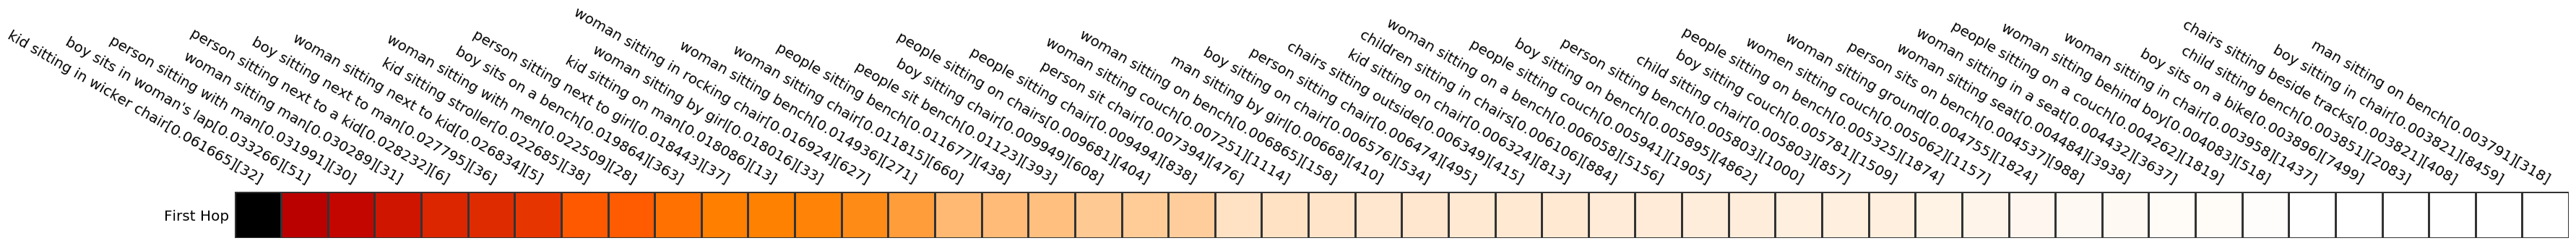 kid sitting in wicker chair[0.061665][32]
boy sits in woman's lap[0.033266][51]
person sitting with man[0.031991][30]
woman sitting man[0.030289][31]
person sitting next to a kid[0.028232][6]
boy sitting next to man[0.027795][36]
woman sitting next to kid[0.026834][5]
kid sitting stroller[0.022685][38]
woman sitting with men[0.022509][28]
boy sits on a bench[0.019864][363]
person sitting next to girl[0.018443][37]
kid sitting on man[0.018086][13]
woman sitting by girl[0.018016][33]
woman sitting in rocking chair[0.016924][627]
woman sitting bench[0.014936][271]
woman sitting chair[0.011815][660]
people sitting bench[0.011677][438]
people sit bench[0.01123][393]
boy sitting chair[0.009949][608]
people sitting on chairs[0.009681][404]
people sitting chair[0.009494][838]
person sit chair[0.007394][476]
woman sitting couch[0.007251][1114]
woman sitting on bench[0.006865][158]
man sitting by girl[0.00668][410]
boy sitting on chair[0.006576][534]
person sitting chair[0.006474][495]
chairs sitting outside[0.006349][415]
kid sitting on chair[0.006324][813]
children sitting in chairs[0.006106][884]
woman sitting on a bench[0.006058][5156]
people sitting couch[0.005941][1905]
boy sitting on bench[0.005895][4862]
person sitting bench[0.005803][1000]
child sitting chair[0.005803][857]
boy sitting couch[0.005781][1509]
people sitting on bench[0.005325][1874]
women sitting couch[0.005062][1157]
woman sitting ground[0.004755][1824]
person sits on bench[0.004537][988]
woman sitting seat[0.004484][3938]
woman sitting in a seat[0.004432][3637]
people sitting on a couch[0.004262][1819]
woman sitting behind boy[0.004083][518]
woman sitting in chair[0.003958][1437]
boy sits on a bike[0.003896][7499]
child sitting bench[0.003851][2083]
chairs sitting beside tracks[0.003821][408]
boy sitting in chair[0.003821][8459]
man sitting on bench[0.003791][318]
First Hop